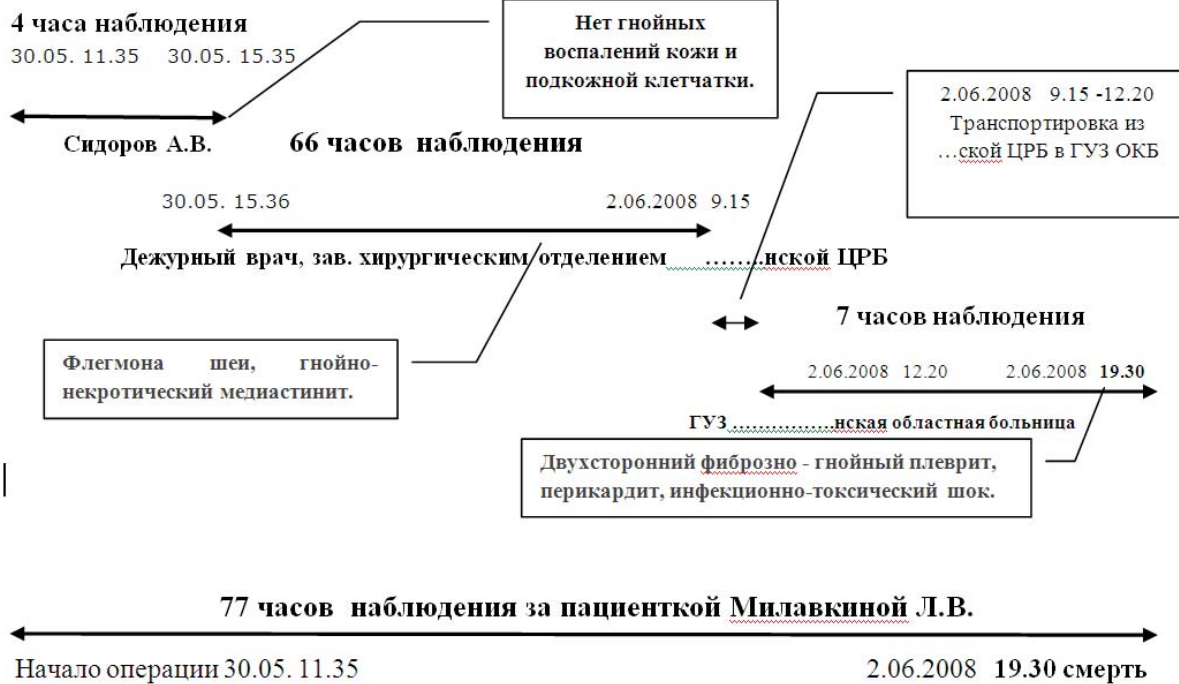 4 часа наблюдения
30.05. 11.35 30.05. 15.35
Нет гнойных
воспалений кожи и
подкожной клетчатки.
2.06.2008 9.15 -12.20
Транспортировка из
…ской ЦРБ в ГУЗ ОКБ
Сидоров А.В.
66 часов наблюдения
30.05. 15.36 2.06.2008 9.15
Дежурный врач, зав. хирургическим отделением ……..нской ЦРБ
7 часов наблюдения
Флегмона шеи, гнойно-
некротический медиастинит.
2.06.2008 12.20 2.06.2008 19.30
ГУЗ ……………..нская областная больница
Двухсторонний фиброзно - гнойный плеврит,
перикардит, инфекционно-токсический шок.
77 часов наблюдения за пациенткой Милавкиной Л.В.
Начало операции 30.05. 11.35 2.06.2008 19.30 смерть